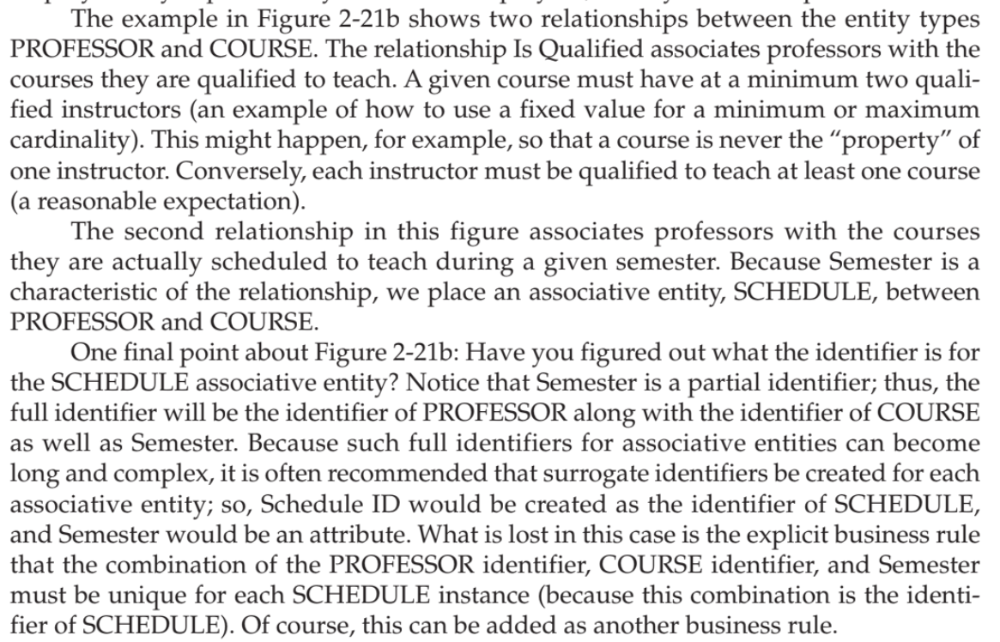 The example in Figure 2-21b shows two relationships between the entity types
PROFESSOR and COURSE. The relationship Is Qualified associates professors with the
courses they are qualified to teach. A given course must have at a minimum two quali-
fied instructors (an example of how to use a fixed value for a minimum or maximum
cardinality). This might happen, for example, so that a course is never the “property” of
one instructor. Conversely, each instructor must be qualified to teach at least one course
(a reasonable expectation).
The second relationship in this figure associates professors with the courses
they are actually scheduled to teach during a given semester. Because Semester is a
characteristic of the relationship, we place an associative entity, SCHEDULE, between
PROFESSOR and COURSE.
One final point about Figure 2-21b: Have you figured out what the identifier is for
the SCHEDULE associative entity? Notice that Semester is a partial identifier; thus, the
full identifier will be the identifier of PROFESSOR along with the identifier of COURSE
as well as Semester. Because such full identifiers for associative entities can become
long and complex, it is often recommended that surrogate identifiers be created for each
associative entity; so, Schedule ID would be created as the identifier of SCHEDULE,
and Semester would be an attribute. What is lost in this case is the explicit business rule
that the combination of the PROFESSOR identifier, COURSE identifier, and Semester
must be unique for each SCHEDULE instance (because this combination is the identi-
fier of SCHEDULE). Of course, this can be added as another business rule.